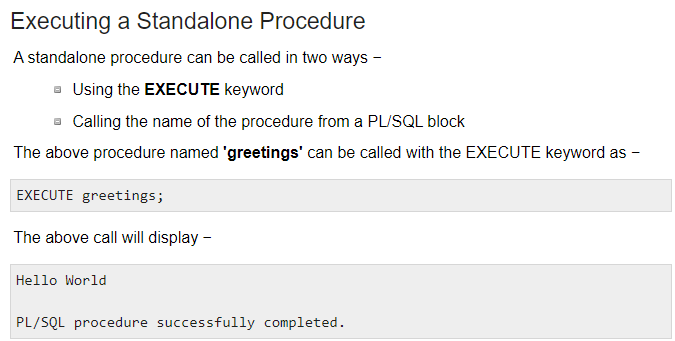 Executing a Standalone Procedure
A standalone procedure can be called in two ways −
Using the EXECUTE keyword
Calling the name of the procedure from a PL/SQL block
The above procedure named 'greetings' can be called with the EXECUTE keyword as −
EXECUTE greetings;
The above call will display −
Hello World
PL/SQL procedure successfully completed.